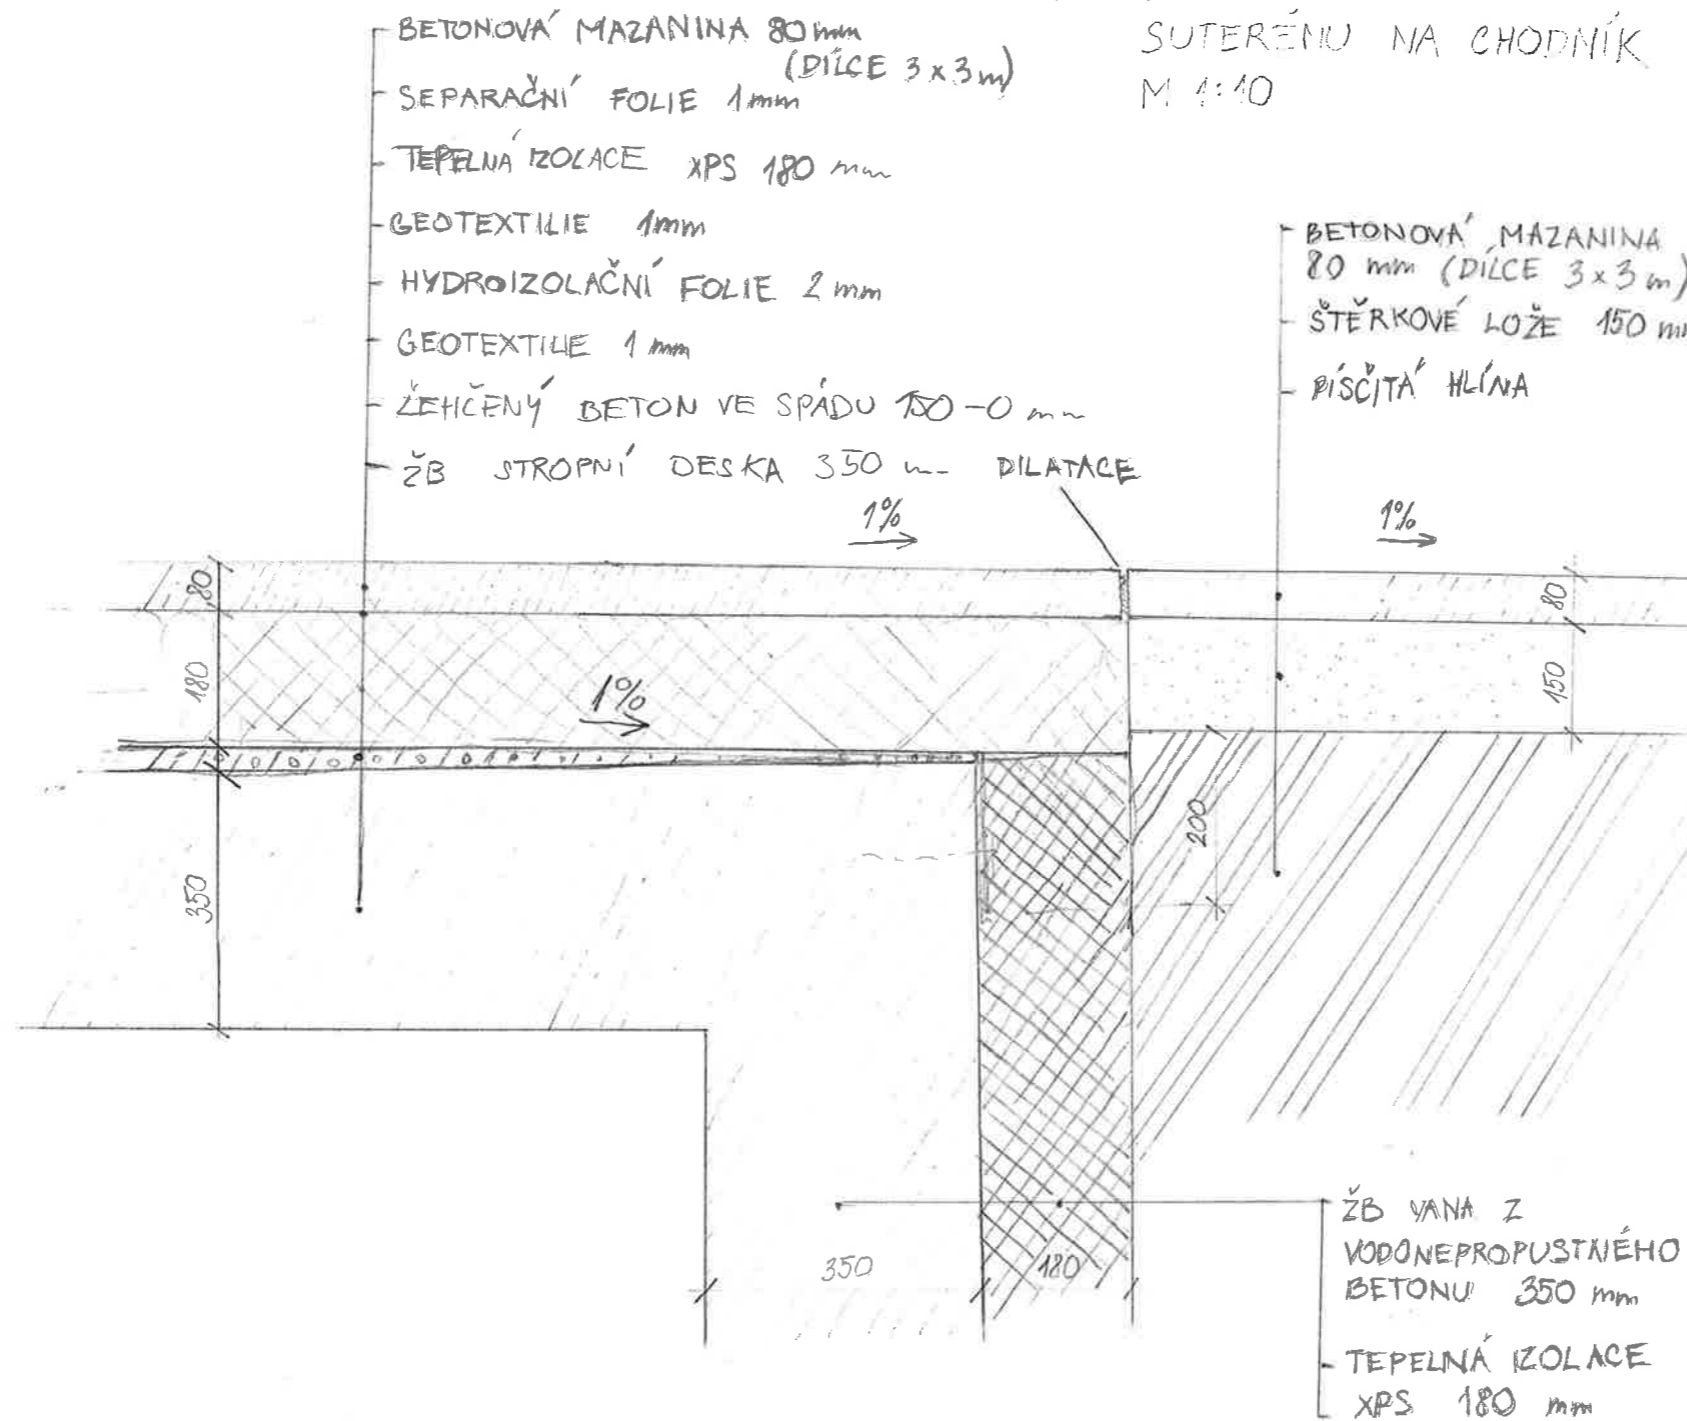 BETONOVÁ MAZANINA 80 mm
(DÍLCE 3 x 3 m)
SEPARAČNÍ FOLIE 1 mm
TEPELNÁ IZOLACE XPS 180 mm
GEOTEXTILIE 1 mm
HYDROIZOLAČNÍ FOLIE 2 mm
GEOTEXTILIE 1 mm
LEHČENÝ BETON VE SPÁDU 150-0 mm
ŽB STROPNÍ DESKA 350 mm
DILATACE
SUTERÉNU NA CHODNÍK
M 1:10
BETONOVÁ MAZANINA
80 mm (DÍLCE 3 x 3 m)
ŠTĚRKOVÉ LOŽE 150 mm
PÍSČITÁ HLÍNA
1%
1%
1%
80
180
350
80
150
200
350
180
ŽB VANA Z
VODONEPROPUSTNÉHO
BETONU 350 mm
TEPELNÁ IZOLACE
XPS 180 mm